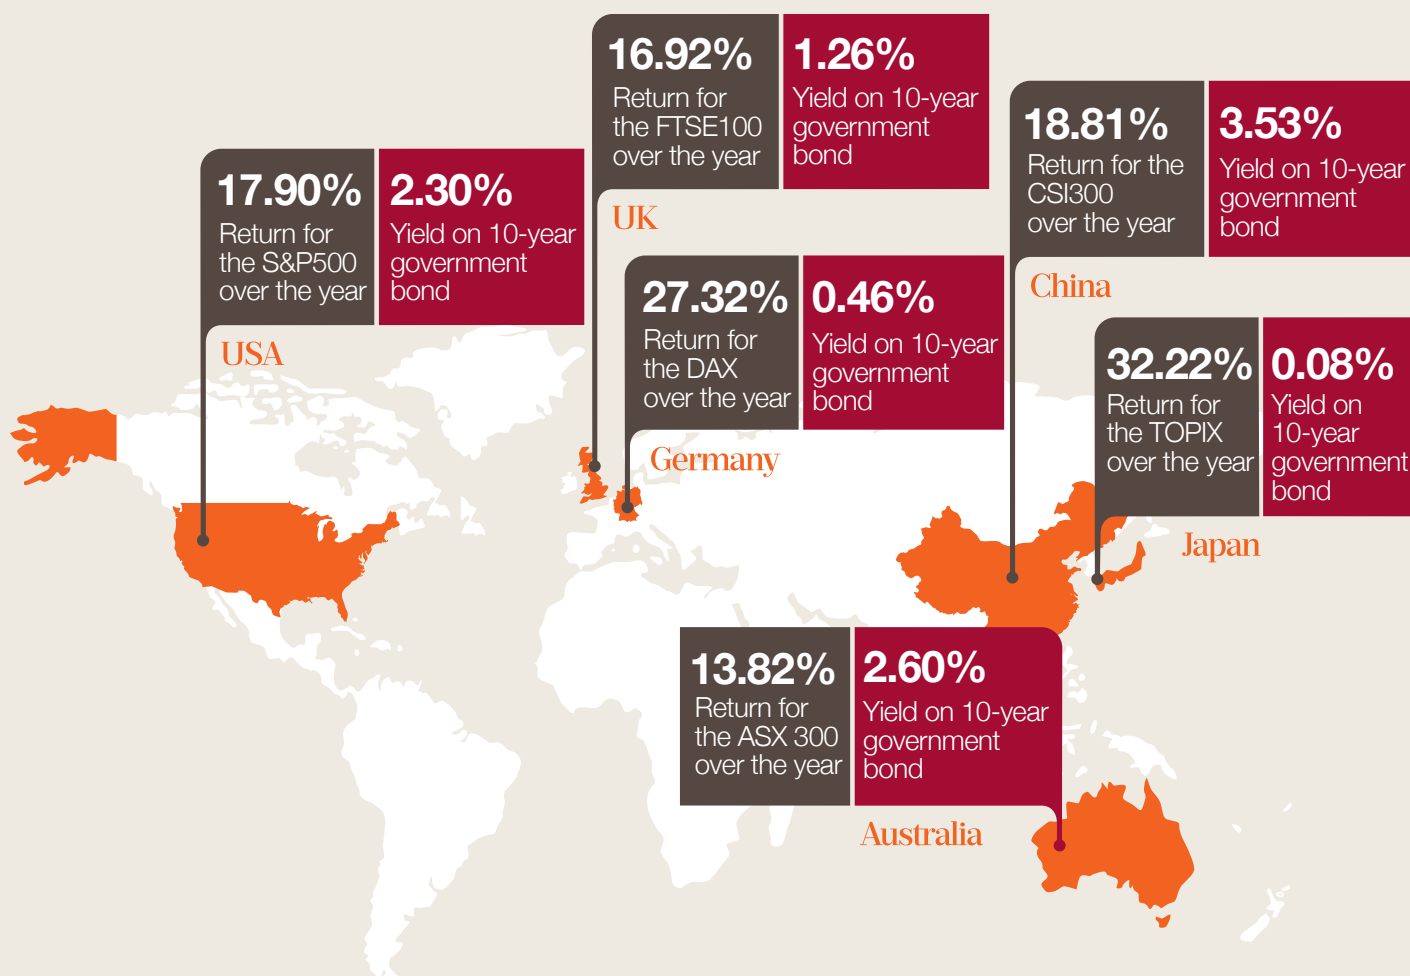 16.92%
Return for
the FTSE100
over the year
1.26%
Yield on 10-year
government
bond
UK
18.81%
Return for the
CSI300
over the year
3.53%
Yield on 10-year
government
bond
China
17.90%
Return for
the S&P500
over the year
2.30%
Yield on 10-year
government
bond
USA
27.32%
Return for
the DAX
over the year
0.46%
Yield on 10-year
government
bond
Germany
32.22%
Return for
the TOPIX
over the year
0.08%
Yield on
10-year
government
bond
Japan
13.82%
Return for
the ASX 300
over the year
2.60%
Yield on 10-year
government
bond
Australia